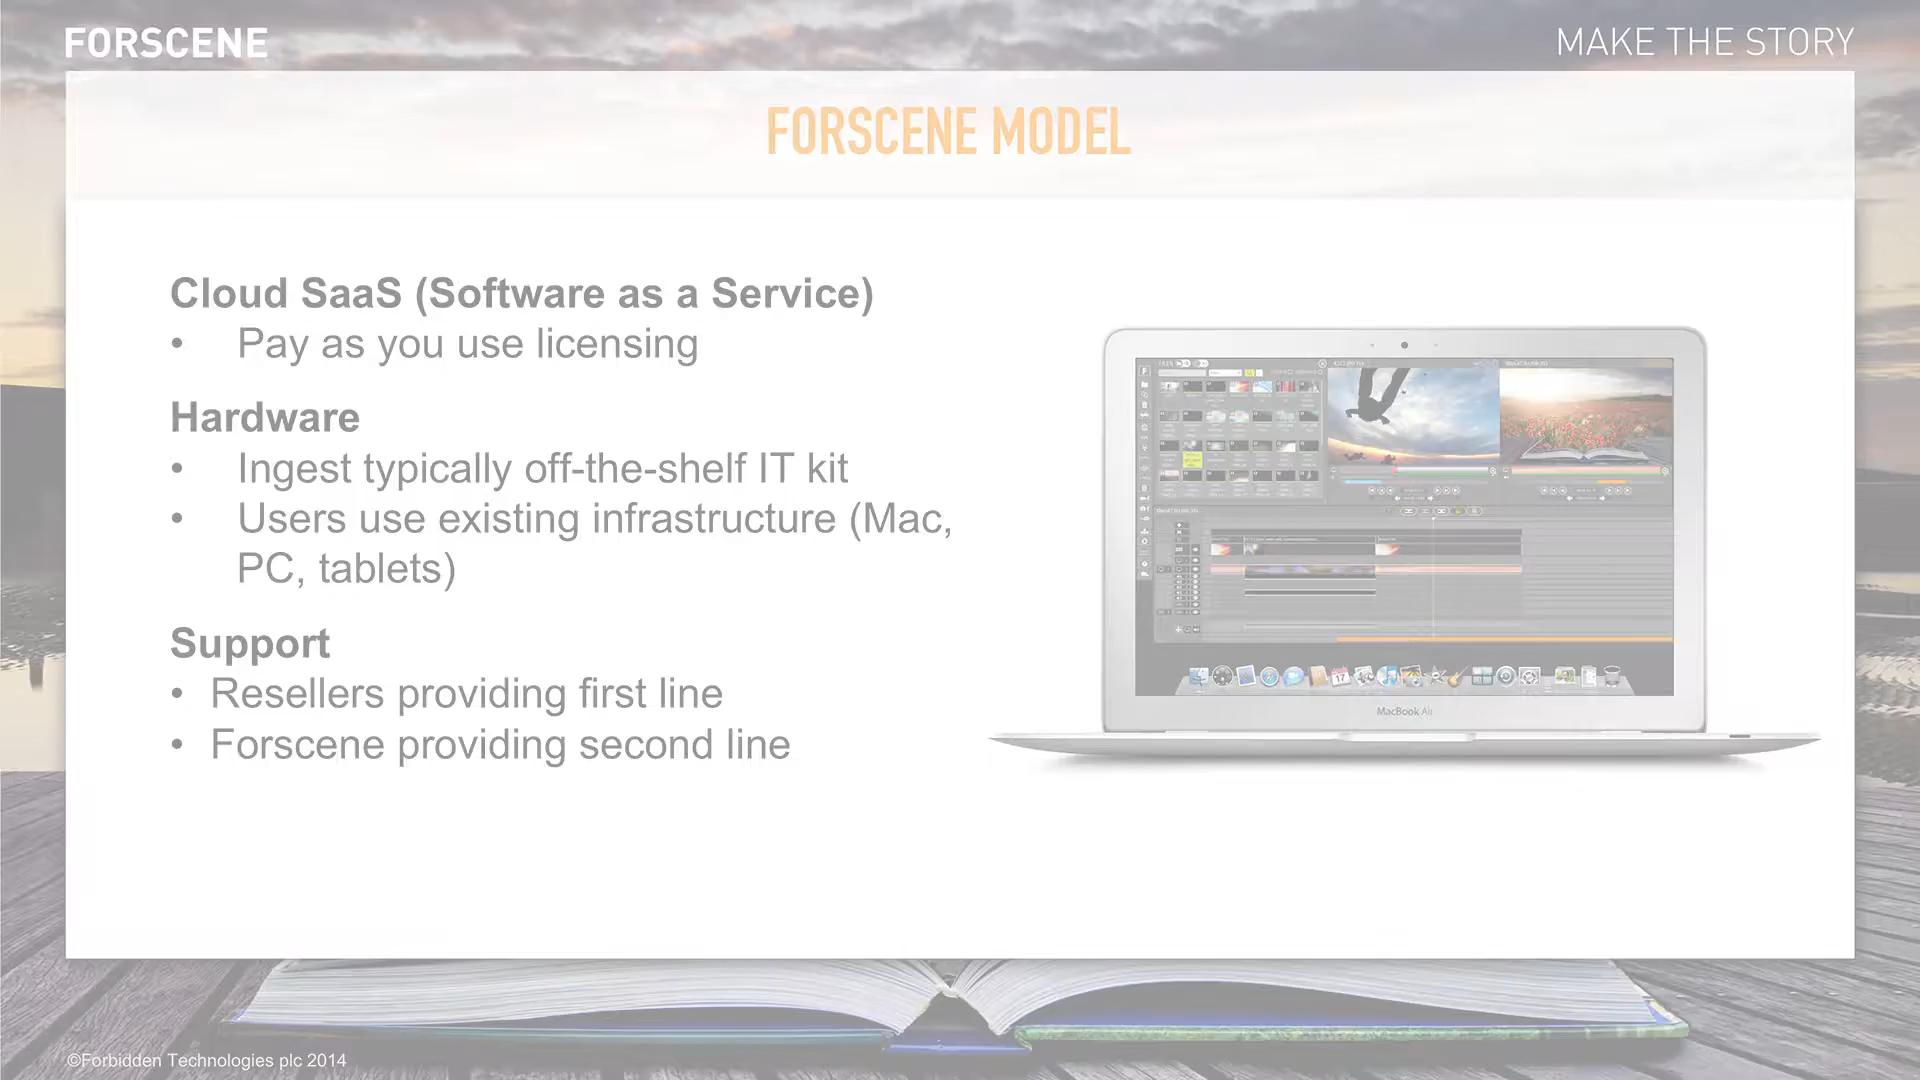 FORSCENE
MAKE THE STORY
FORSCENE MODEL
Cloud SaaS (Software as a Service)
• Pay as you use licensing
Hardware
• Ingest typically off-the-shelf IT kit
• Users use existing infrastructure (Mac,
PC, tablets)
Support
• Resellers providing first line
• Forscene providing second line
17
MacBook Air
©Forbidden Technologies plc 2014